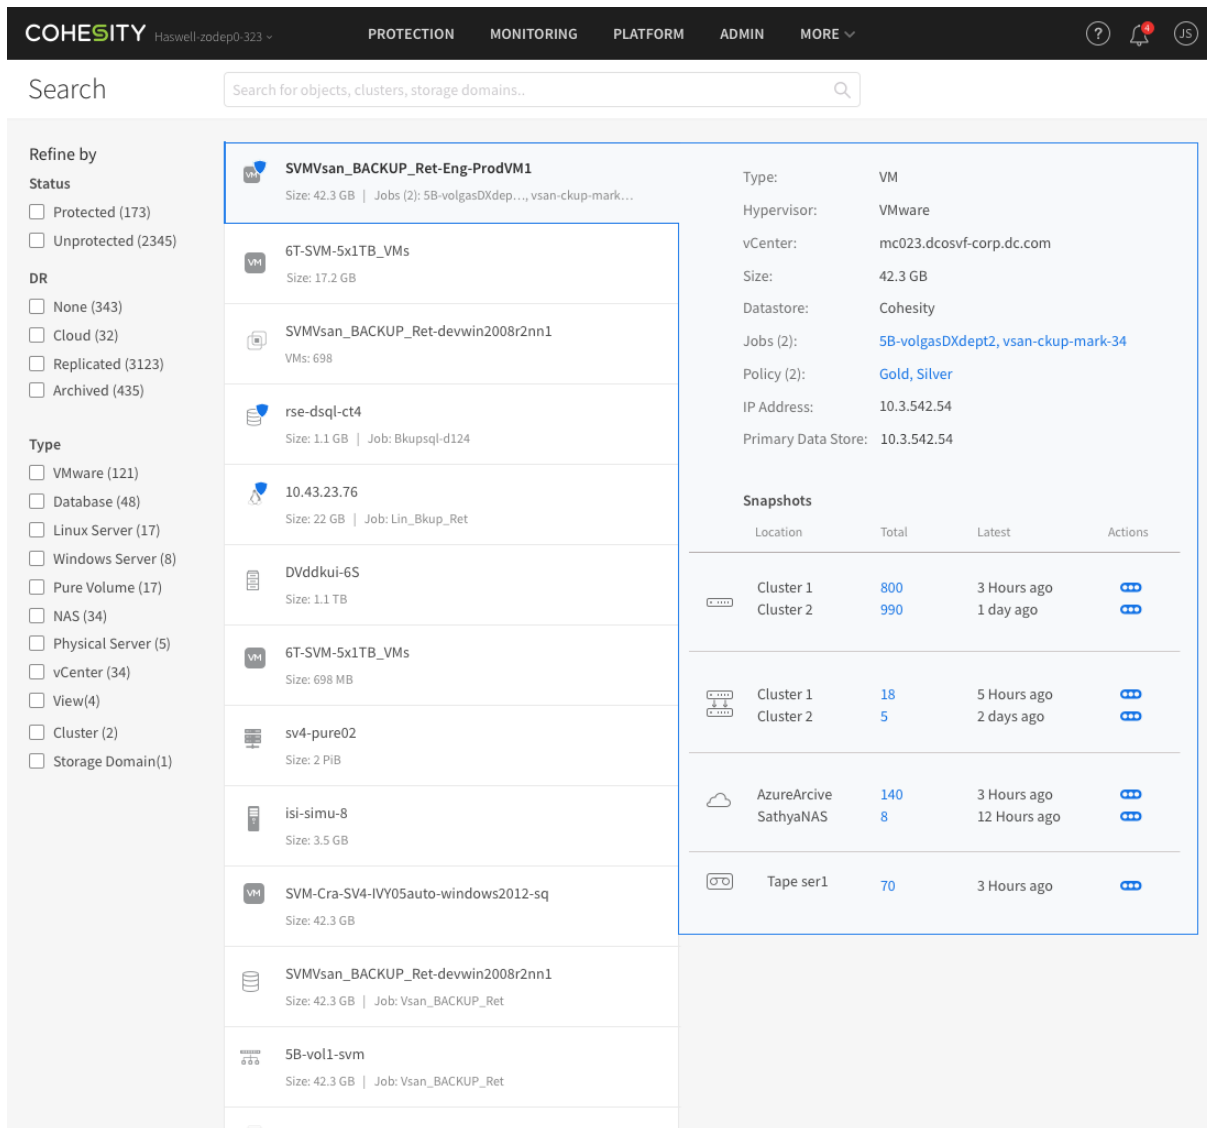 COHESITY Haswell-zodep0-323 PROTECTION MONITORING PLATFORM ADMIN MORE ? 4 JS
Search Search for objects, clusters, storage domains..
Refine by
Status
Protected (173)
Unprotected (2345)
DR
None (343)
Cloud (32)
Replicated (3123)
Archived (435)
Type
VMware (121)
Database (48)
Linux Server (17)
Windows Server (8)
Pure Volume (17)
NAS (34)
Physical Server (5)
vCenter (34)
View(4)
Cluster (2)
Storage Domain(1)
VM SVMVsan_BACKUP_Ret-Eng-ProdVM1
Size: 42.3 GB | Jobs (2): 5B-volgasDXdep..., vsan-ckup-mark...
VM 6T-SVM-5x1TB_VMs
Size: 17.2 GB
SVMVsan_BACKUP_Ret-devwin2008r2nn1
VMs: 698
rse-dsql-ct4
Size: 1.1 GB | Job: Bkupsql-d124
10.43.23.76
Size: 22 GB | Job: Lin_Bkup_Ret
DVddkui-6S
Size: 1.1 TB
VM 6T-SVM-5x1TB_VMs
Size: 698 MB
sv4-pure02
Size: 2 PiB
isi-simu-8
Size: 3.5 GB
VM SVM-Cra-SV4-IVY05auto-windows2012-sq
Size: 42.3 GB
SVMVsan_BACKUP_Ret-devwin2008r2nn1
Size: 42.3 GB | Job: Vsan_BACKUP_Ret
5B-vol1-svm
Size: 42.3 GB | Job: Vsan_BACKUP_Ret
Type: VM
Hypervisor: VMware
vCenter: mc023.dcosvf-corp.dc.com
Size: 42.3 GB
Datastore: Cohesity
Jobs (2): 5B-volgasDXdept2, vsan-ckup-mark-34
Policy (2): Gold, Silver
IP Address: 10.3.542.54
Primary Data Store: 10.3.542.54
Snapshots
Location Total Latest Actions
Cluster 1 800 3 Hours ago
Cluster 2 990 1 day ago
Cluster 1 18 5 Hours ago
Cluster 2 5 2 days ago
AzureArcive 140 3 Hours ago
SathyaNAS 8 12 Hours ago
Tape ser1 70 3 Hours ago